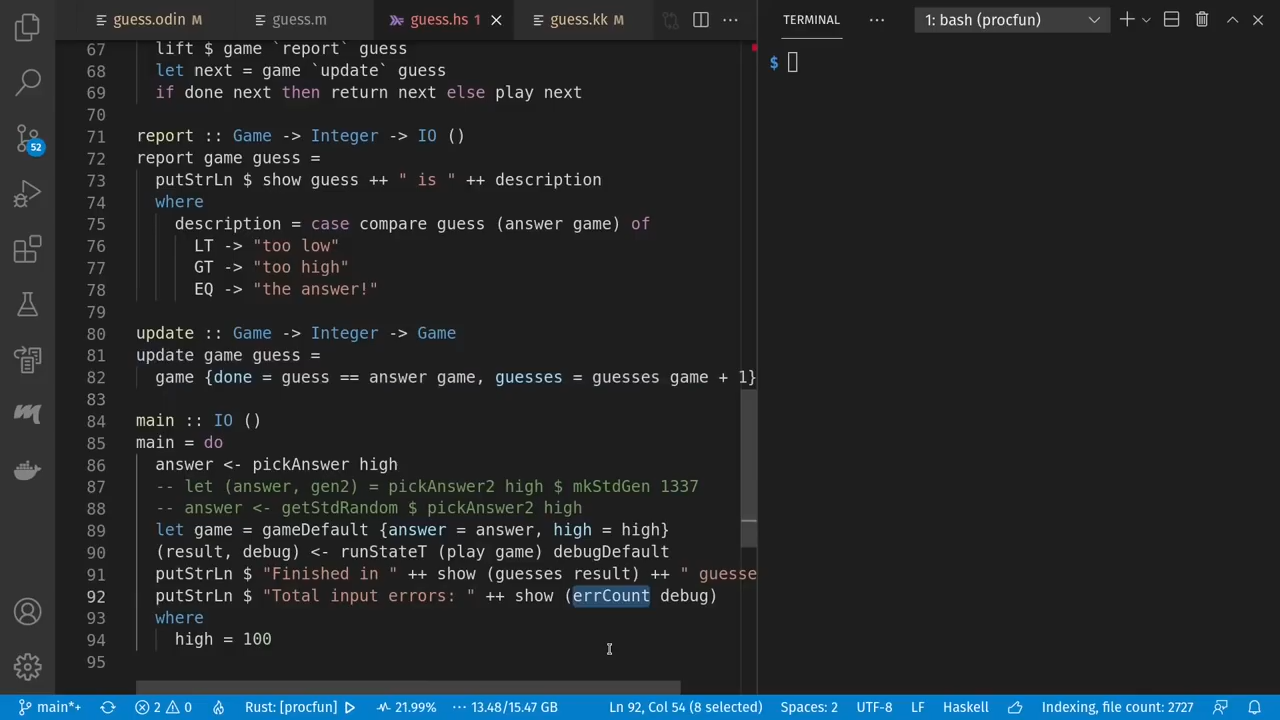 guess.odin
guess.m
guess.hs 1
guess.kk
TERMINAL
1: bash (procfun)
$
67 lift $ game `report` guess
68 let next = game `update` guess
69 if done next then return next else play next
70
71 report :: Game -> Integer -> IO ()
72 report game guess =
73 putStrLn $ show guess ++ " is " ++ description
74 where
75 description = case compare guess (answer game) of
76 LT -> "too low"
77 GT -> "too high"
78 EQ -> "the answer!"
79
80 update :: Game -> Integer -> Game
81 update game guess =
82 game {done = guess == answer game, guesses = guesses game + 1}
83
84 main :: IO ()
85 main = do
86 answer <- pickAnswer high
87 -- let (answer, gen2) = pickAnswer2 high $ mkStdGen 1337
88 -- answer <- getStdRandom $ pickAnswer2 high
89 let game = gameDefault {answer = answer, high = high}
90 (result, debug) <- runStateT (play game) debugDefault
91 putStrLn $ "Finished in " ++ show (guesses result) ++ " guesse
92 putStrLn $ "Total input errors: " ++ show (errCount debug)
93 where
94 high = 100
95
52
main*+
2 0
Rust: [procfun]
21.99%
13.48/15.47 GB
Ln 92, Col 54 (8 selected)
Spaces: 2
UTF-8
LF
Haskell
Indexing, file count: 2727